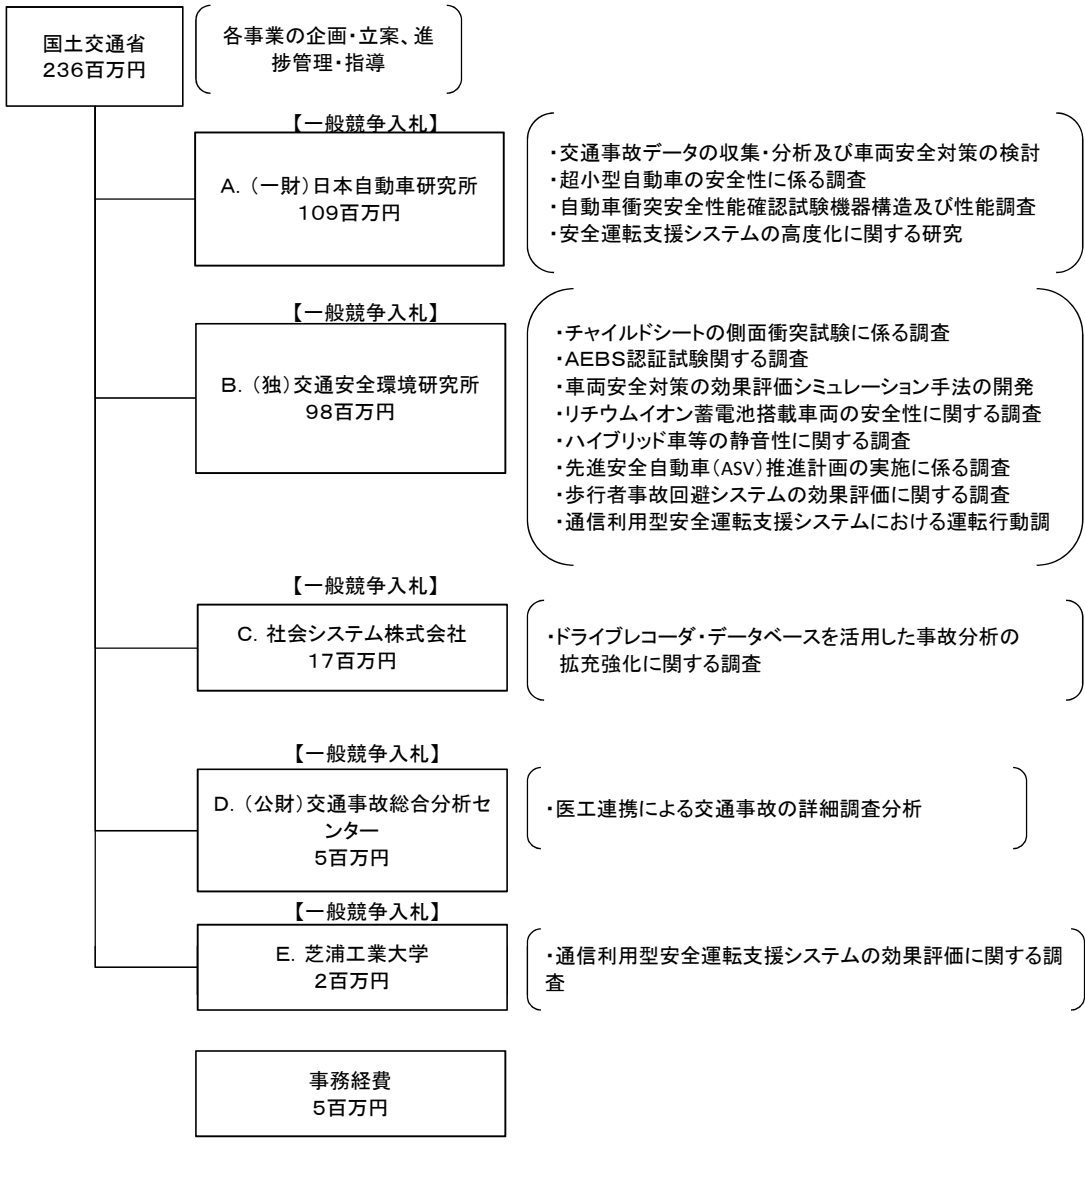 国土交通省
236百万円
各事業の企画・立案、進
捗管理・指導
【一般競争入札】
A．（一財）日本自動車研究所
109百万円
・交通事故データの収集・分析及び車両安全対策の検討
・超小型自動車の安全性に係る調査
・自動車衝突安全性能確認試験機器構造及び性能調査
・安全運転支援システムの高度化に関する研究
【一般競争入札】
B．（独）交通安全環境研究所
98百万円
・チャイルドシートの側面衝突試験に係る調査
・AEBS認証試験関する調査
・車両安全対策の効果評価シミュレーション手法の開発
・リチウムイオン蓄電池搭載車両の安全性に関する調査
・ハイブリッド車等の静音性に関する調査
・先進安全自動車（ASV）推進計画の実施に係る調査
・歩行者事故回避システムの効果評価に関する調査
・通信利用型安全運転支援システムにおける運転行動調
【一般競争入札】
C．社会システム株式会社
17百万円
・ドライブレコーダ・データベースを活用した事故分析の
拡充強化に関する調査
【一般競争入札】
D．（公財）交通事故総合分析セ
ンター
5百万円
・医工連携による交通事故の詳細調査分析
【一般競争入札】
E．芝浦工業大学
2百万円
・通信利用型安全運転支援システムの効果評価に関する調
査
事務経費
5百万円